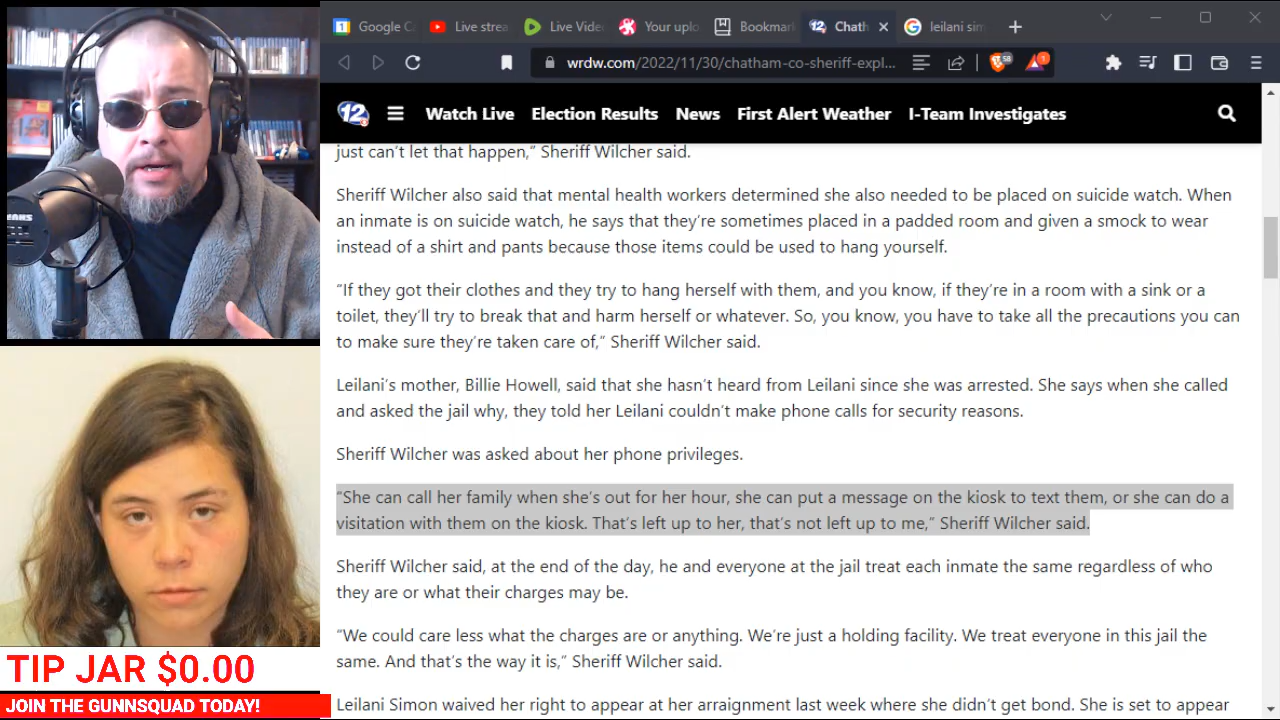 Google C
Live strea
Live Vide
Your uplo
Bookmar
Chath
leilani sim
wrdw.com/2022/11/30/chatham-co-sheriff-expl...
58
1
12
Watch Live
Election Results
News
First Alert Weather
I-Team Investigates
just can’t let that happen,” Sheriff Wilcher said.
Sheriff Wilcher also said that mental health workers determined she also needed to be placed on suicide watch. When
an inmate is on suicide watch, he says that they’re sometimes placed in a padded room and given a smock to wear
instead of a shirt and pants because those items could be used to hang yourself.
“If they got their clothes and they try to hang herself with them, and you know, if they’re in a room with a sink or a
toilet, they’ll try to break that and harm herself or whatever. So, you know, you have to take all the precautions you can
to make sure they’re taken care of,” Sheriff Wilcher said.
Leilani’s mother, Billie Howell, said that she hasn’t heard from Leilani since she was arrested. She says when she called
and asked the jail why, they told her Leilani couldn’t make phone calls for security reasons.
Sheriff Wilcher was asked about her phone privileges.
“She can call her family when she’s out for her hour, she can put a message on the kiosk to text them, or she can do a
visitation with them on the kiosk. That’s left up to her, that’s not left up to me,” Sheriff Wilcher said.
Sheriff Wilcher said, at the end of the day, he and everyone at the jail treat each inmate the same regardless of who
they are or what their charges may be.
“We could care less what the charges are or anything. We’re just a holding facility. We treat everyone in this jail the
same. And that’s the way it is,” Sheriff Wilcher said.
Leilani Simon waived her right to appear at her arraignment last week where she didn’t get bond. She is set to appear
TIP JAR $0.00
JOIN THE GUNNSQUAD TODAY!